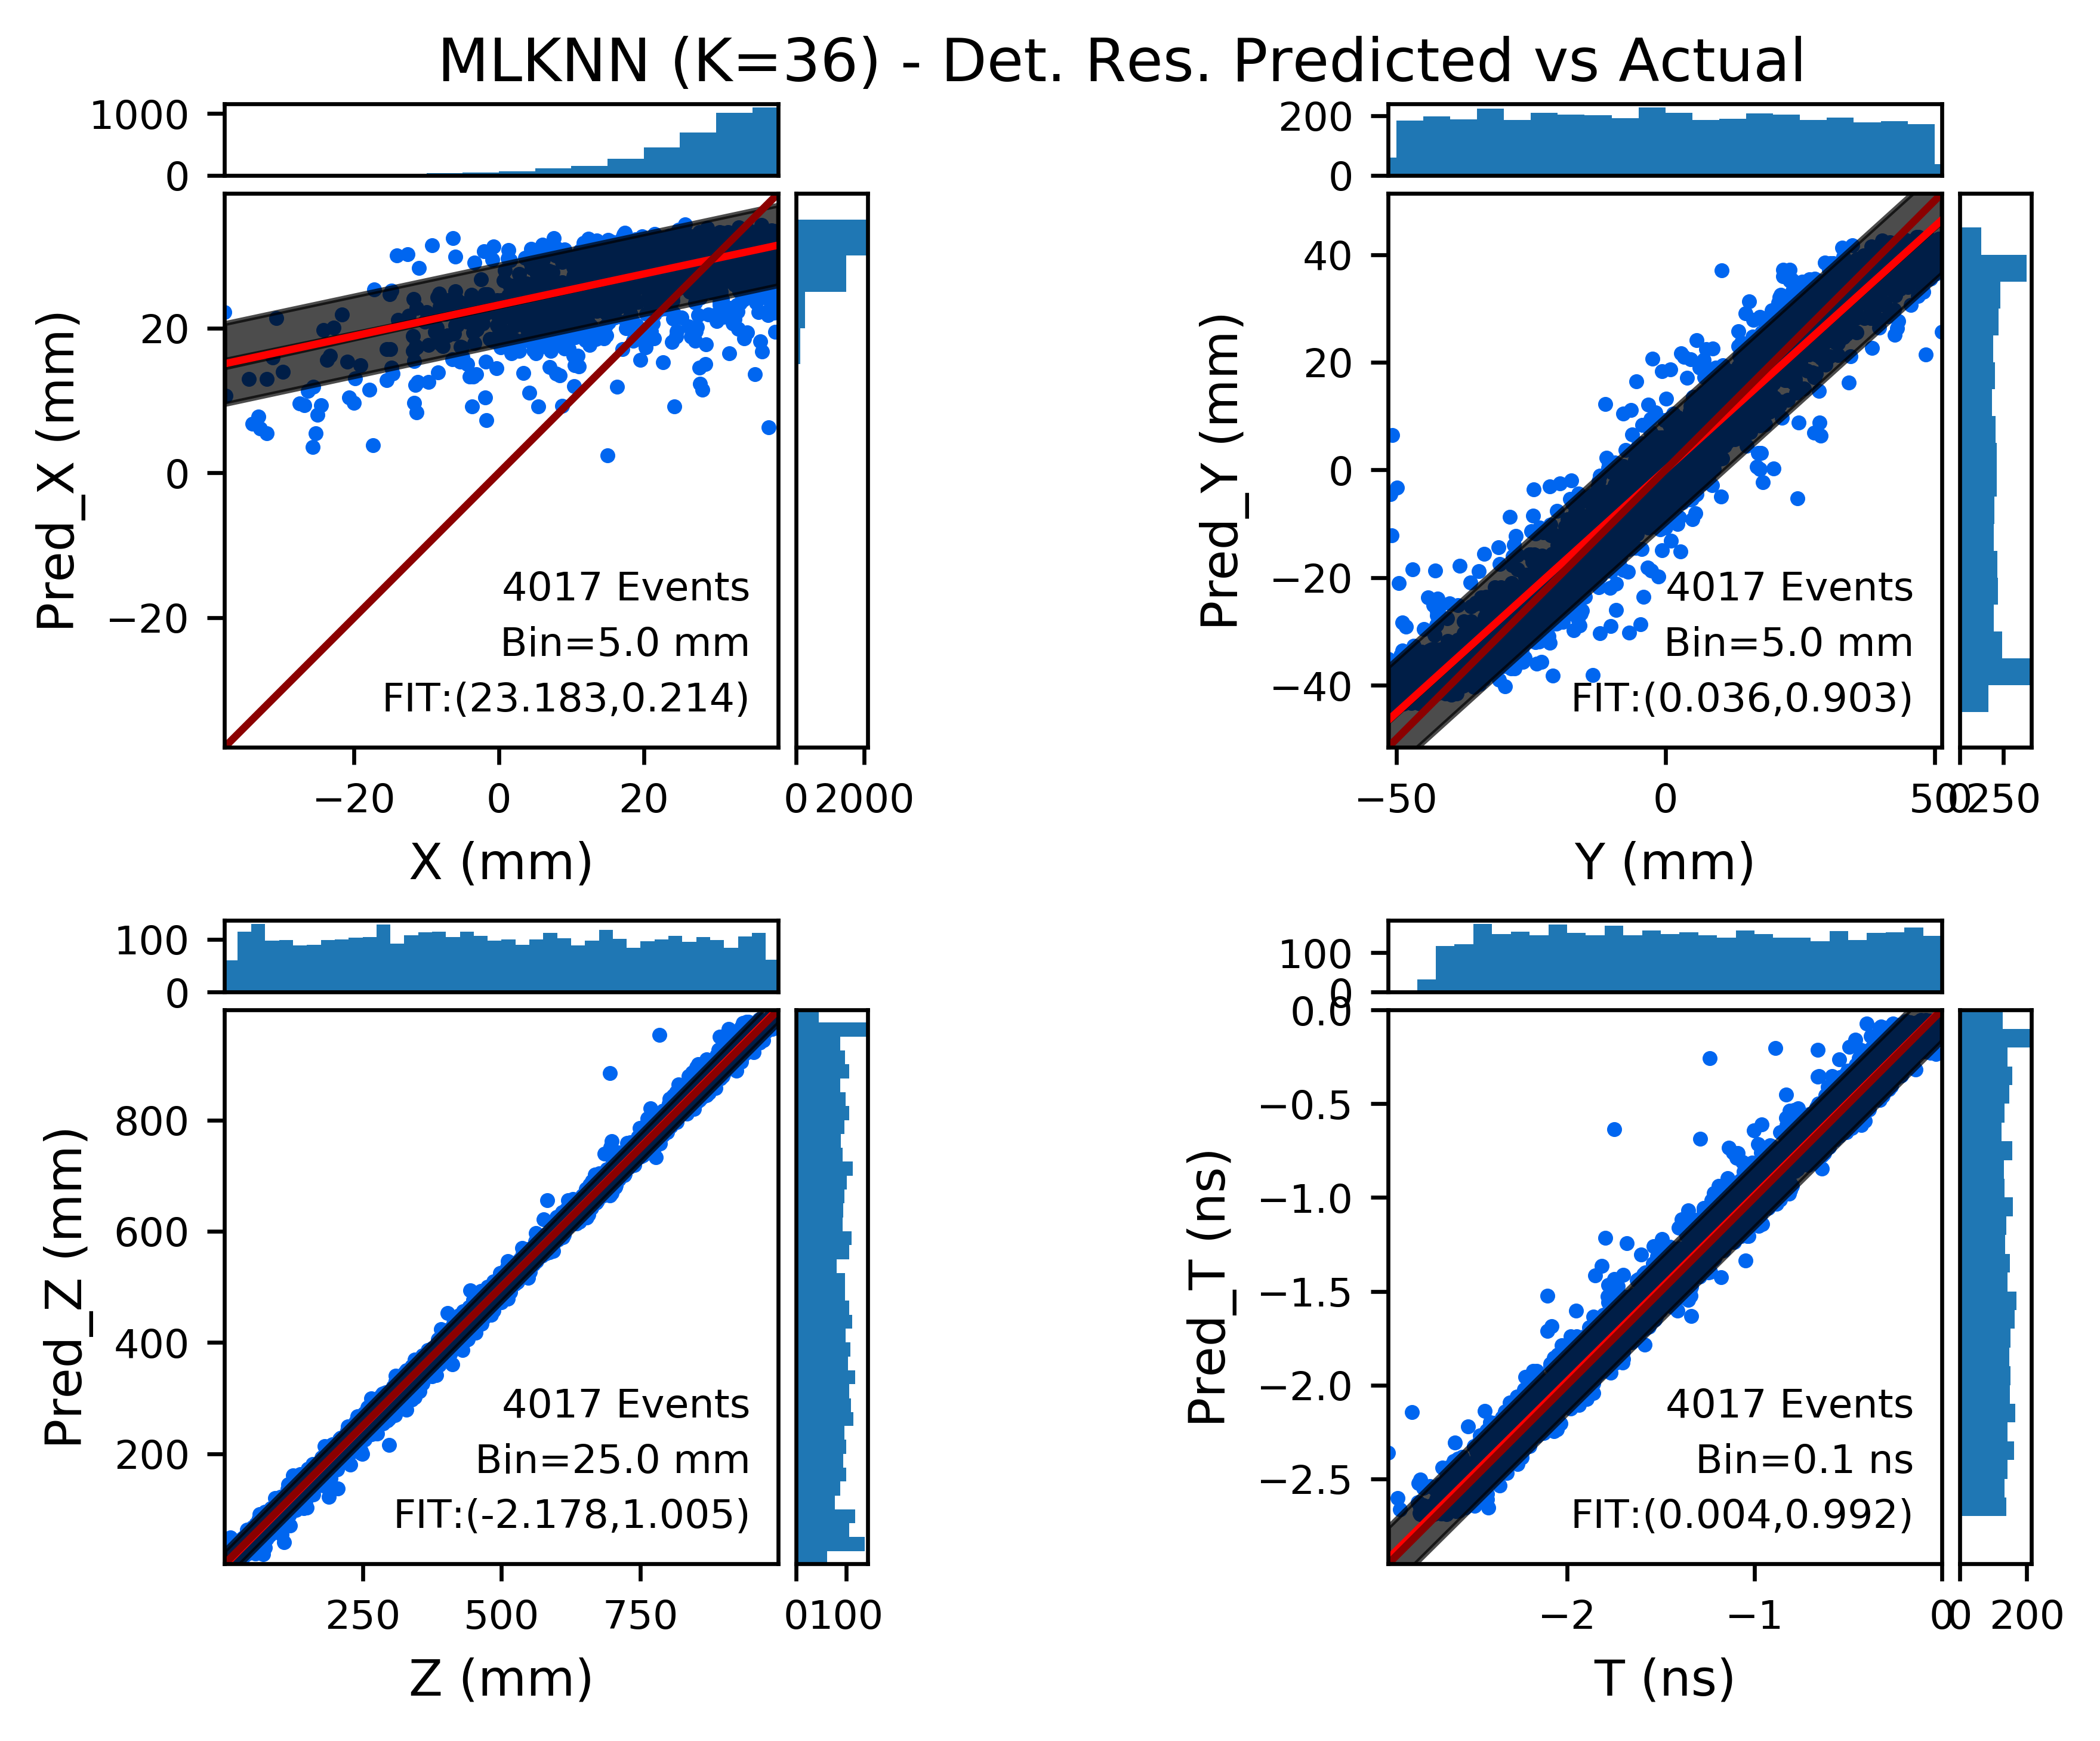 MLKNN (K=36) - Det. Res. Predicted vs Actual
1000
0
Pred_X (mm)
20
0
−20
4017 Events
Bin=5.0 mm
FIT:(23.183,0.214)
−20 0 20
0 2000
X (mm)
200
0
Pred_Y (mm)
40
20
0
−20
−40
4017 Events
Bin=5.0 mm
FIT:(0.036,0.903)
−50 0 50
0 250
Y (mm)
100
0
Pred_Z (mm)
800
600
400
200
4017 Events
Bin=25.0 mm
FIT:(-2.178,1.005)
250 500 750
0 100
Z (mm)
100
0
Pred_T (ns)
0.0
−0.5
−1.0
−1.5
−2.0
−2.5
4017 Events
Bin=0.1 ns
FIT:(0.004,0.992)
−2 −1 0
0 200
T (ns)